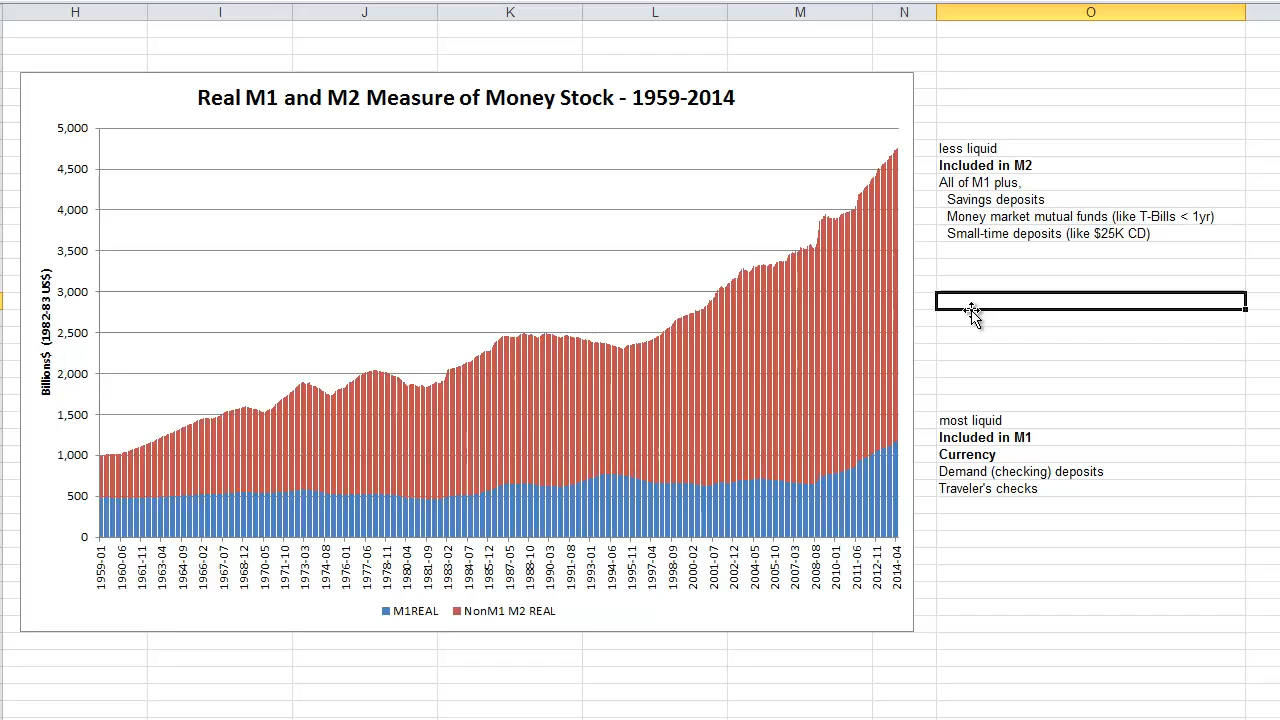 H I J K L M N O
Real M1 and M2 Measure of Money Stock - 1959-2014
Billions$ (1982-83 US$)
5,000
4,500
4,000
3,500
3,000
2,500
2,000
1,500
1,000
500
0
1959-01 1960-06 1961-11 1963-04 1964-09 1966-02 1967-07 1968-12 1970-05 1971-10 1973-03 1974-08 1976-01 1977-06 1978-11 1980-04 1981-09 1983-02 1984-07 1985-12 1987-05 1988-10 1990-03 1991-08 1993-01 1994-06 1995-11 1997-04 1998-09 2000-02 2001-07 2002-12 2004-05 2005-10 2007-03 2008-08 2010-01 2011-06 2012-11 2014-04
M1REAL NonM1 M2 REAL
less liquid
Included in M2
All of M1 plus,
Savings deposits
Money market mutual funds (like T-Bills < 1yr)
Small-time deposits (like $25K CD)
most liquid
Included in M1
Currency
Demand (checking) deposits
Traveler's checks